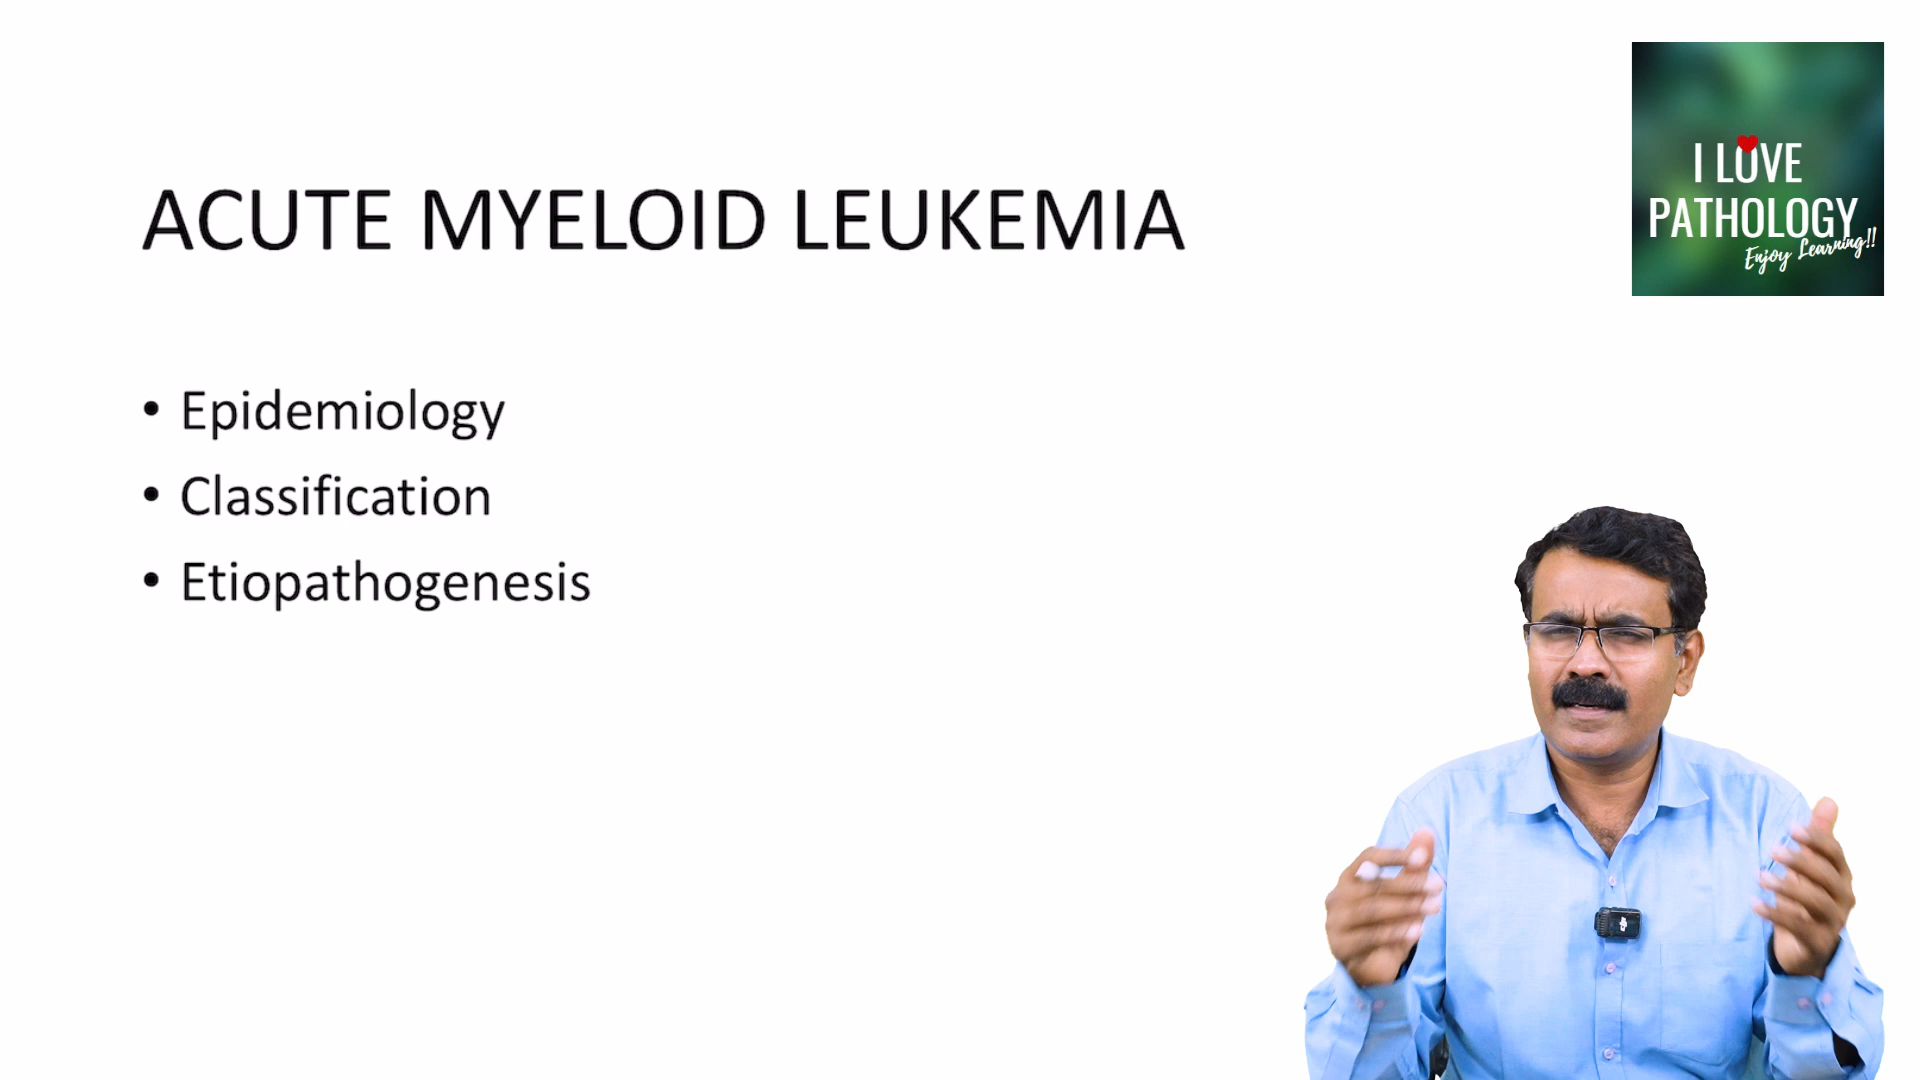 ACUTE MYELOID LEUKEMIA
• Epidemiology
• Classification
• Etiopathogenesis
I LOVE
PATHOLOGY
Enjoy Learning!!